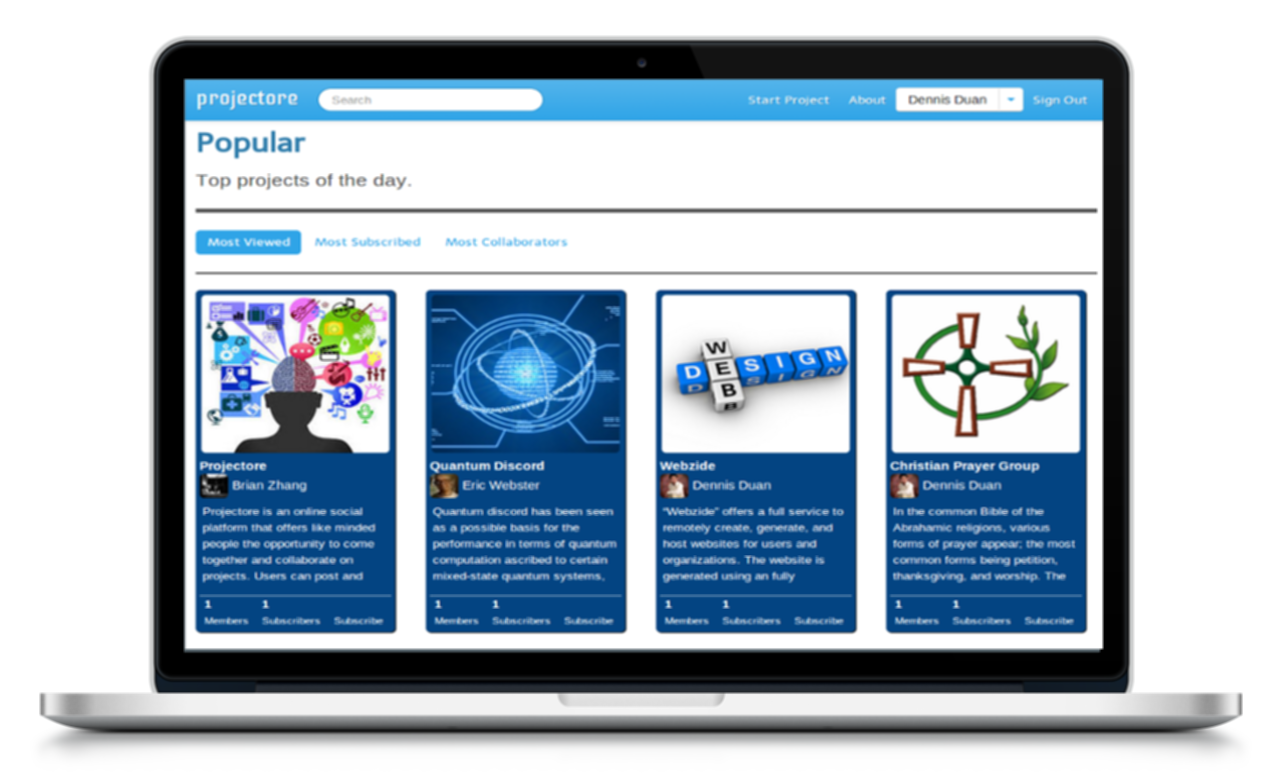 projectore Search Start Project About Dennis Duan Sign Out
Popular
Top projects of the day.
Most Viewed Most Subscribed Most Collaborators
WEB
DESIGN
Projectore
Brian Zhang
Projectore is an online social
platform that offers like minded
people the opportunity to come
together and collaborate on
projects. Users can post and
1 1
Members Subscribers Subscribe
Quantum Discord
Eric Webster
Quantum discord has been seen
as a possible basis for the
performance in terms of quantum
computation ascribed to certain
mixed-state quantum systems,
1 1
Members Subscribers Subscribe
Webzide
Dennis Duan
"Webzide" offers a full service to
remotely create, generate, and
host websites for users and
organizations. The website is
generated using an fully
1 1
Members Subscribers Subscribe
Christian Prayer Group
Dennis Duan
In the common Bible of the
Abrahamic religions, various
forms of prayer appear; the most
common forms being petition,
thanksgiving, and worship. The
1 1
Members Subscribers Subscribe